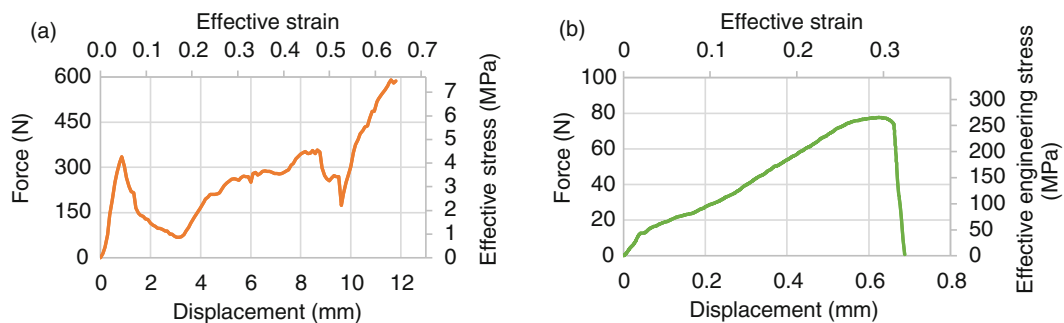 (a)
Effective strain
0.0 0.1 0.2 0.3 0.4 0.5 0.6 0.7
600
450
300
150
0
Force (N)
7
6
5
4
3
2
1
0
Effective stress (MPa)
0 2 4 6 8 10 12
Displacement (mm)
(b)
Effective strain
0 0.1 0.2 0.3
100
80
60
40
20
0
Force (N)
300
250
200
150
100
50
0
Effective engineering stress
(MPa)
0 0.2 0.4 0.6 0.8
Displacement (mm)